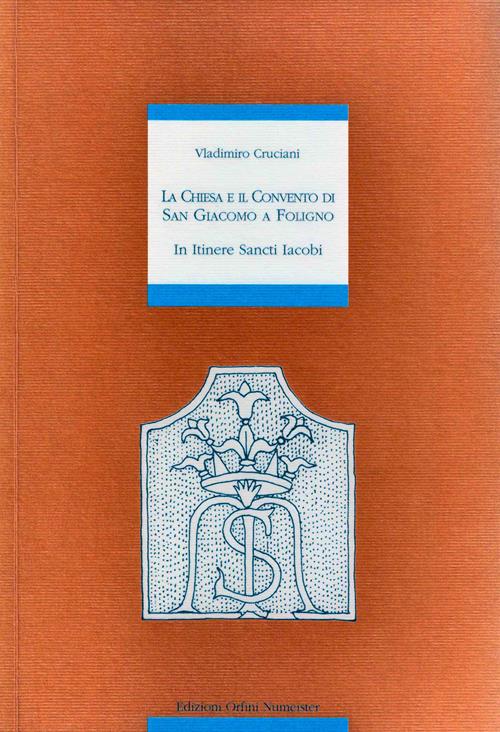 Vladimiro Cruciani
LA CHIESA E IL CONVENTO DI
SAN GIACOMO A FOLIGNO
In Itinere Sancti Iacobi
Edizioni Orfini Numeister